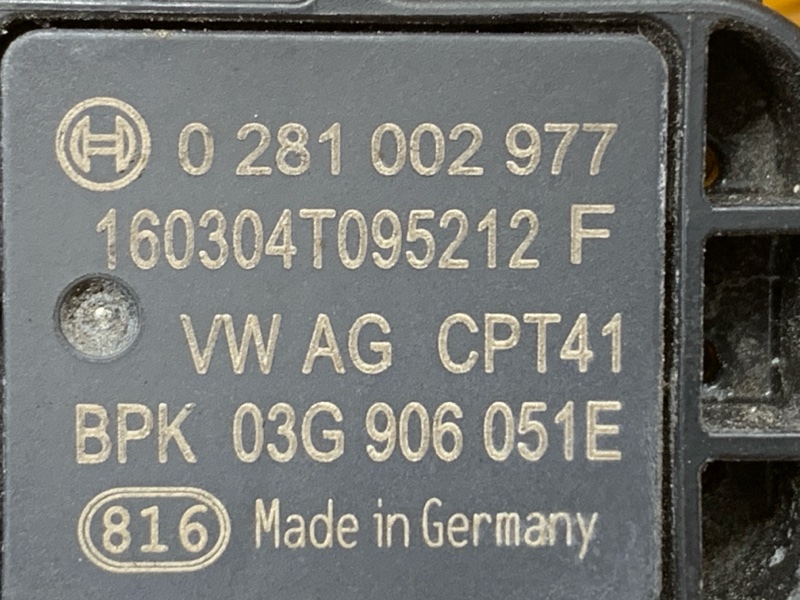 0 281 002 977
160304T095212 F
VW AG CPT41
BPK 03G 906 051E
816 Made in Germany